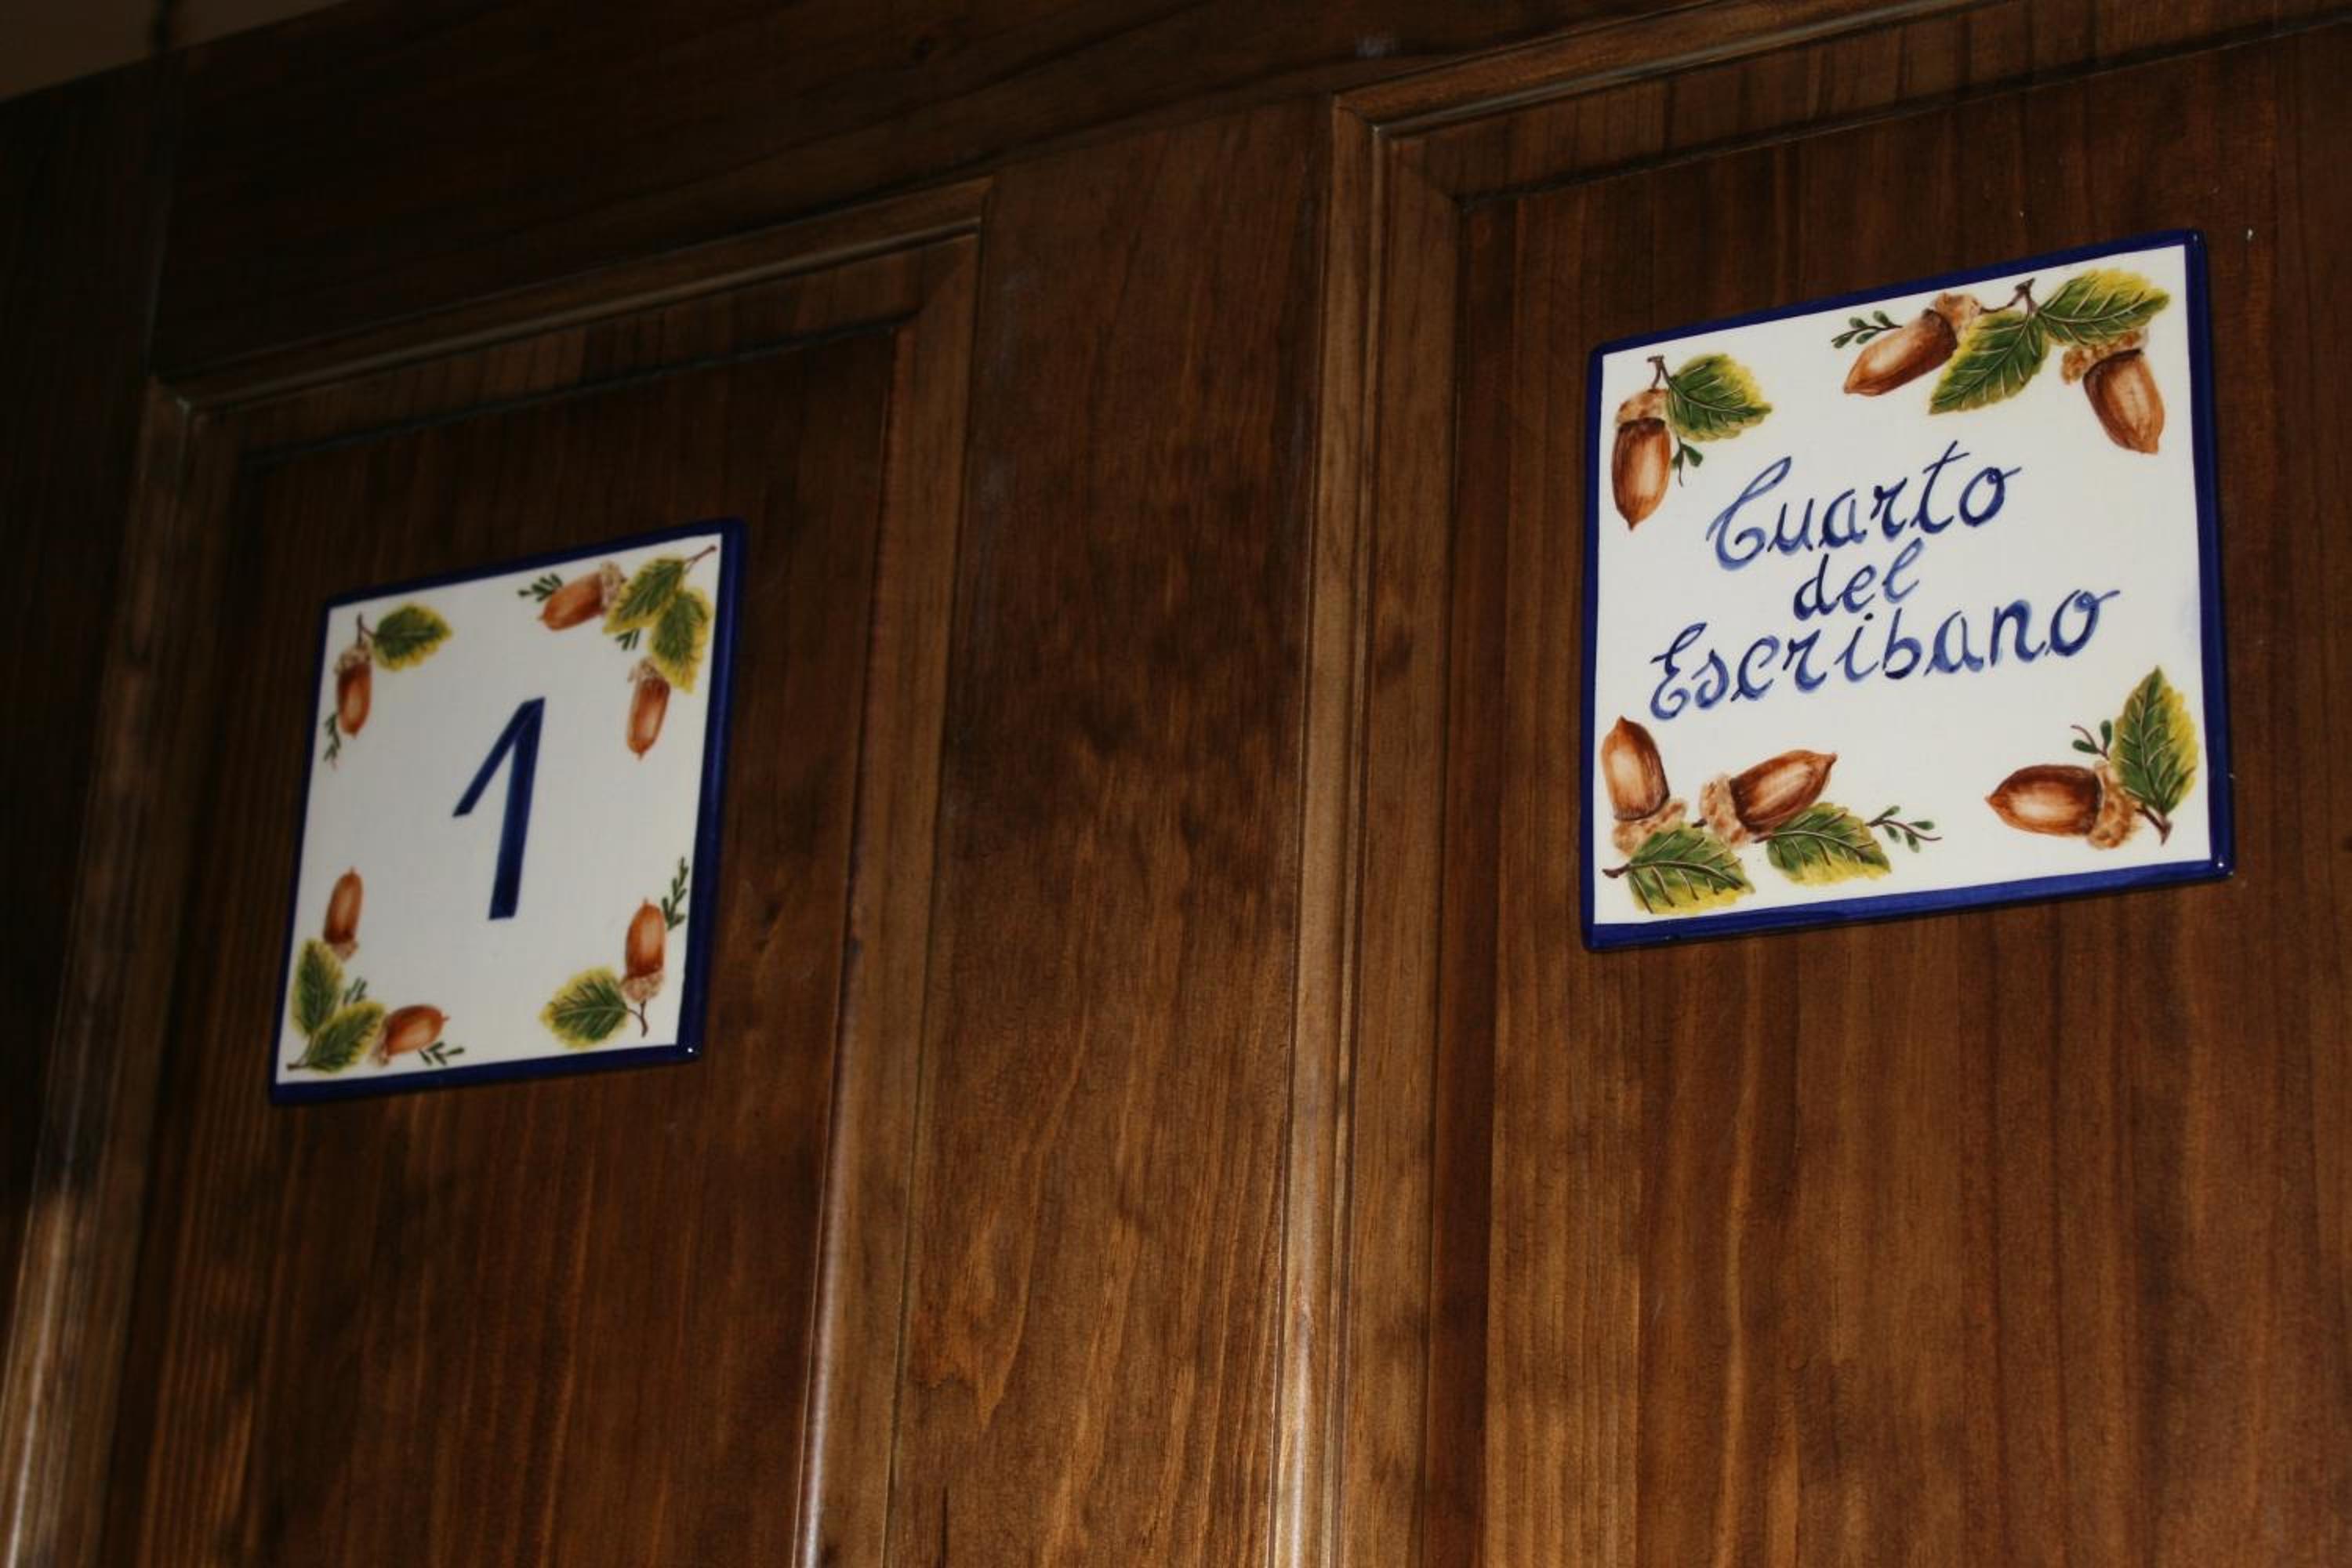 1
Cuarto
del
Escribano